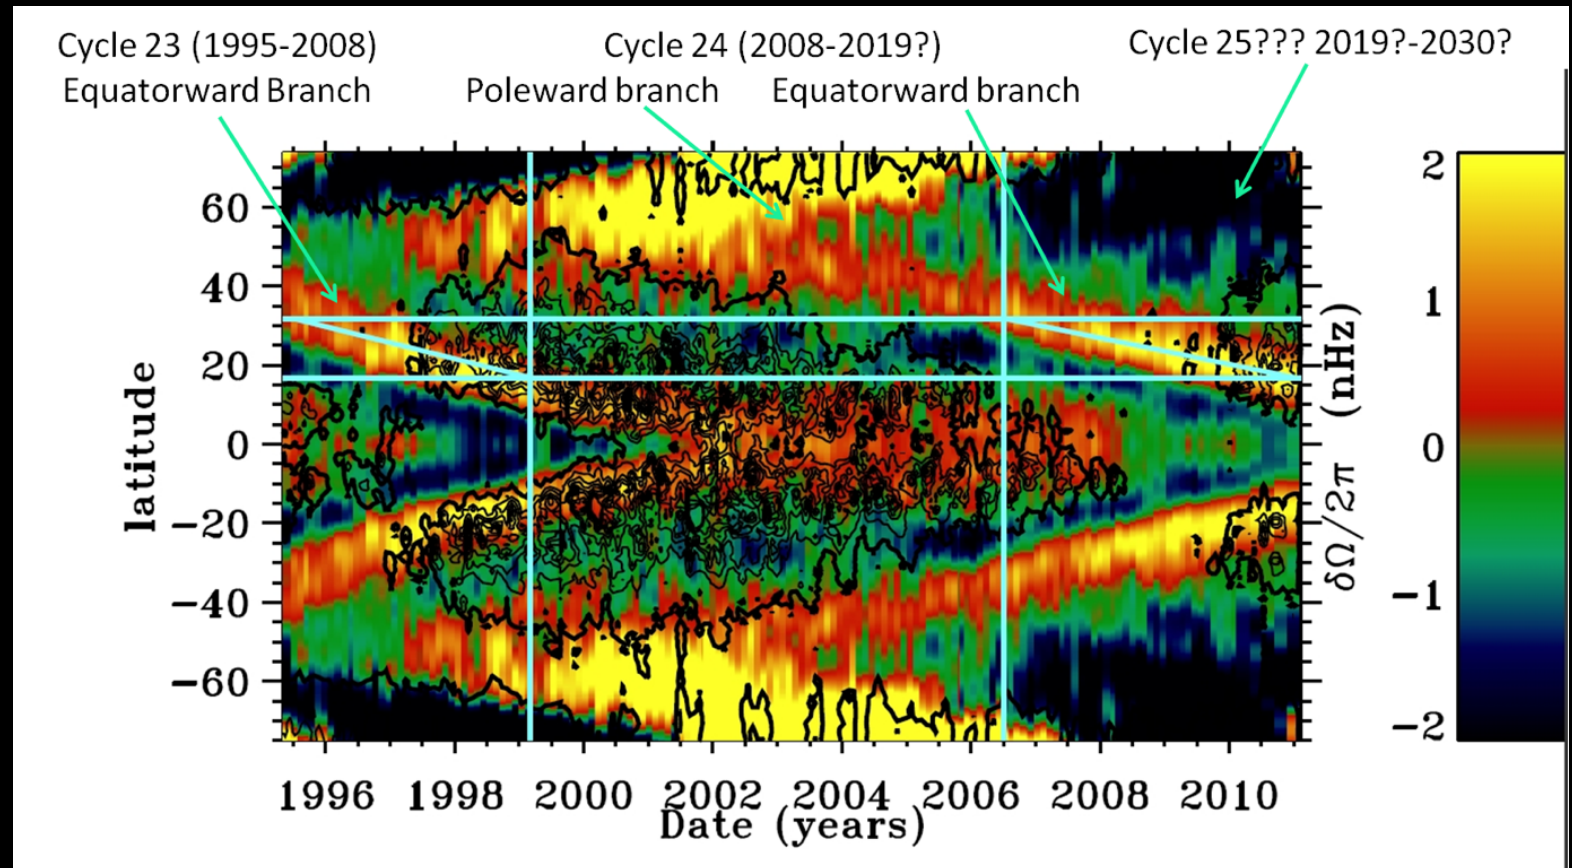 Cycle 23 (1995-2008)
Equatorward Branch
Cycle 24 (2008-2019?)
Poleward branch
Equatorward branch
Cycle 25??? 2019?-2030?
latitude
60
40
20
0
−20
−40
−60
1996 1998 2000 2002 2004 2006 2008 2010
Date (years)
δΩ/2π (nHz)
2
1
0
−1
−2